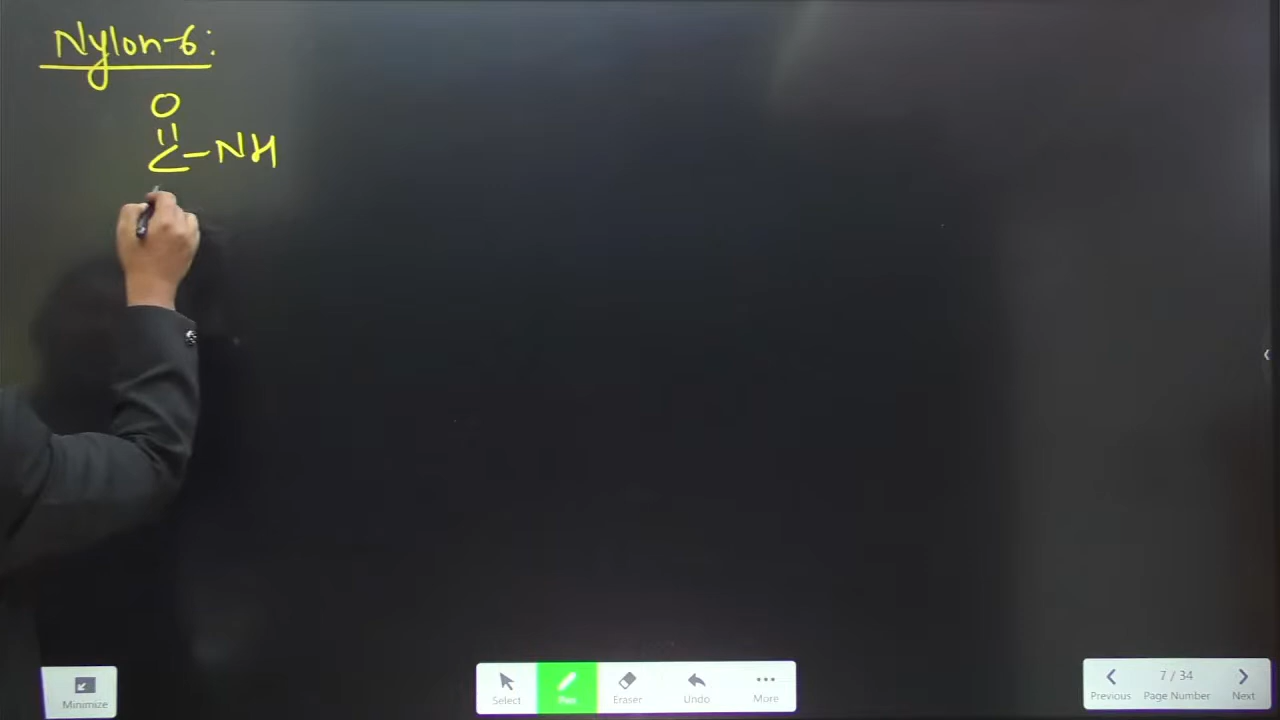 Nylon-6:
O
C-NH
Minimize
Select
Pen
Eraser
Undo
More
Previous
7 / 34
Page Number
Next